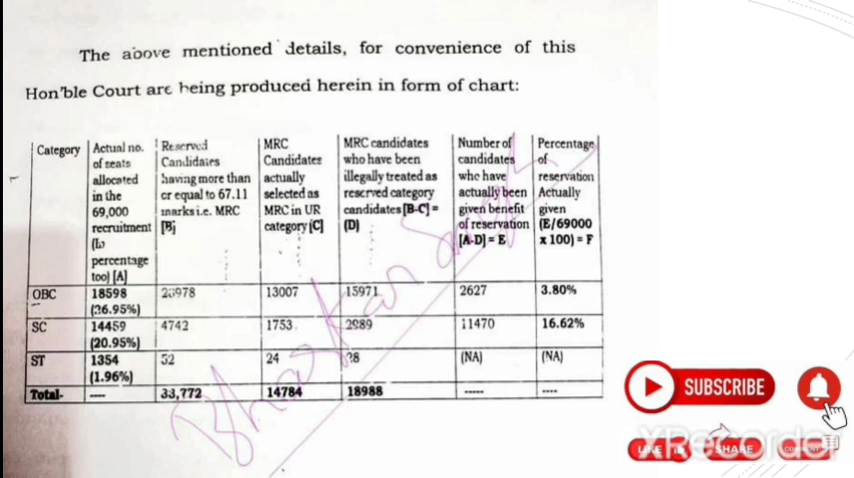 The above mentioned details, for convenience of this
Hon'ble Court are being produced herein in form of chart:
Category
Actual no.
of seats
allocated
in the
69,000
recruitment
(In
percentage
too) [A]
Reserved
Candidates
having more than
or equal to 67.11
marks i.e. MRC
[B]
MRC
Candidates
actually
selected as
MRC in UR
category [C]
MRC candidates
who have been
illegally treated as
reserved category
candidates [B-C] =
(D)
Number of
candidates
who have
actually been
given benefit
of reservation
[A-D] = E
Percentage
of
reservation
Actually
given
(E/69000
x 100) = F
OBC 18598 28978 13007 15971 2627 3.80%
(26.95%)
SC 14459 4742 1753 2989 11470 16.62%
(20.95%)
ST 1354 52 24 28 (NA) (NA)
(1.96%)
Total- ---- 33,772 14784 18988 ----- ----
Bhaskar Singh
SUBSCRIBE
LIKE SHARE COMMENT
XRecorder